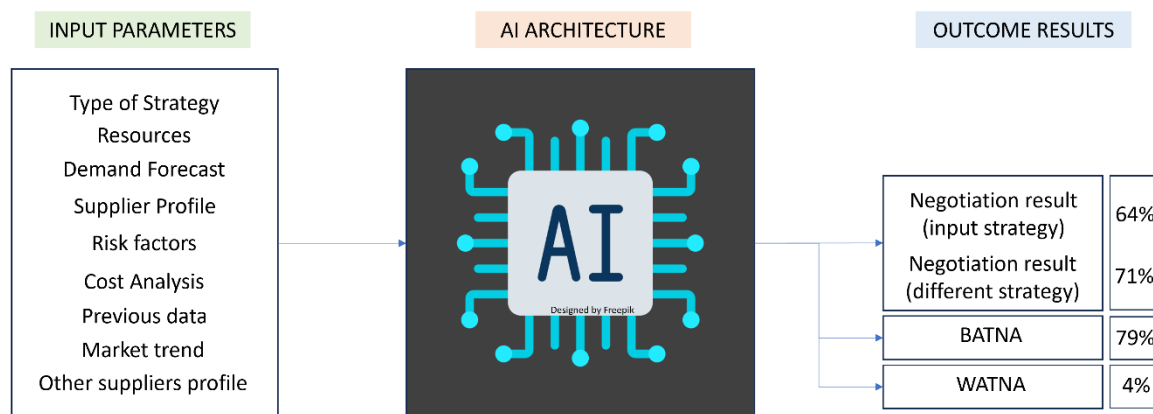 INPUT PARAMETERS
AI ARCHITECTURE
OUTCOME RESULTS
Type of Strategy
Resources
Demand Forecast
Supplier Profile
Risk factors
Cost Analysis
Previous data
Market trend
Other suppliers profile
AI
Designed by Freepik
Negotiation result
(input strategy)
64%
Negotiation result
(different strategy)
71%
BATNA
79%
WATNA
4%